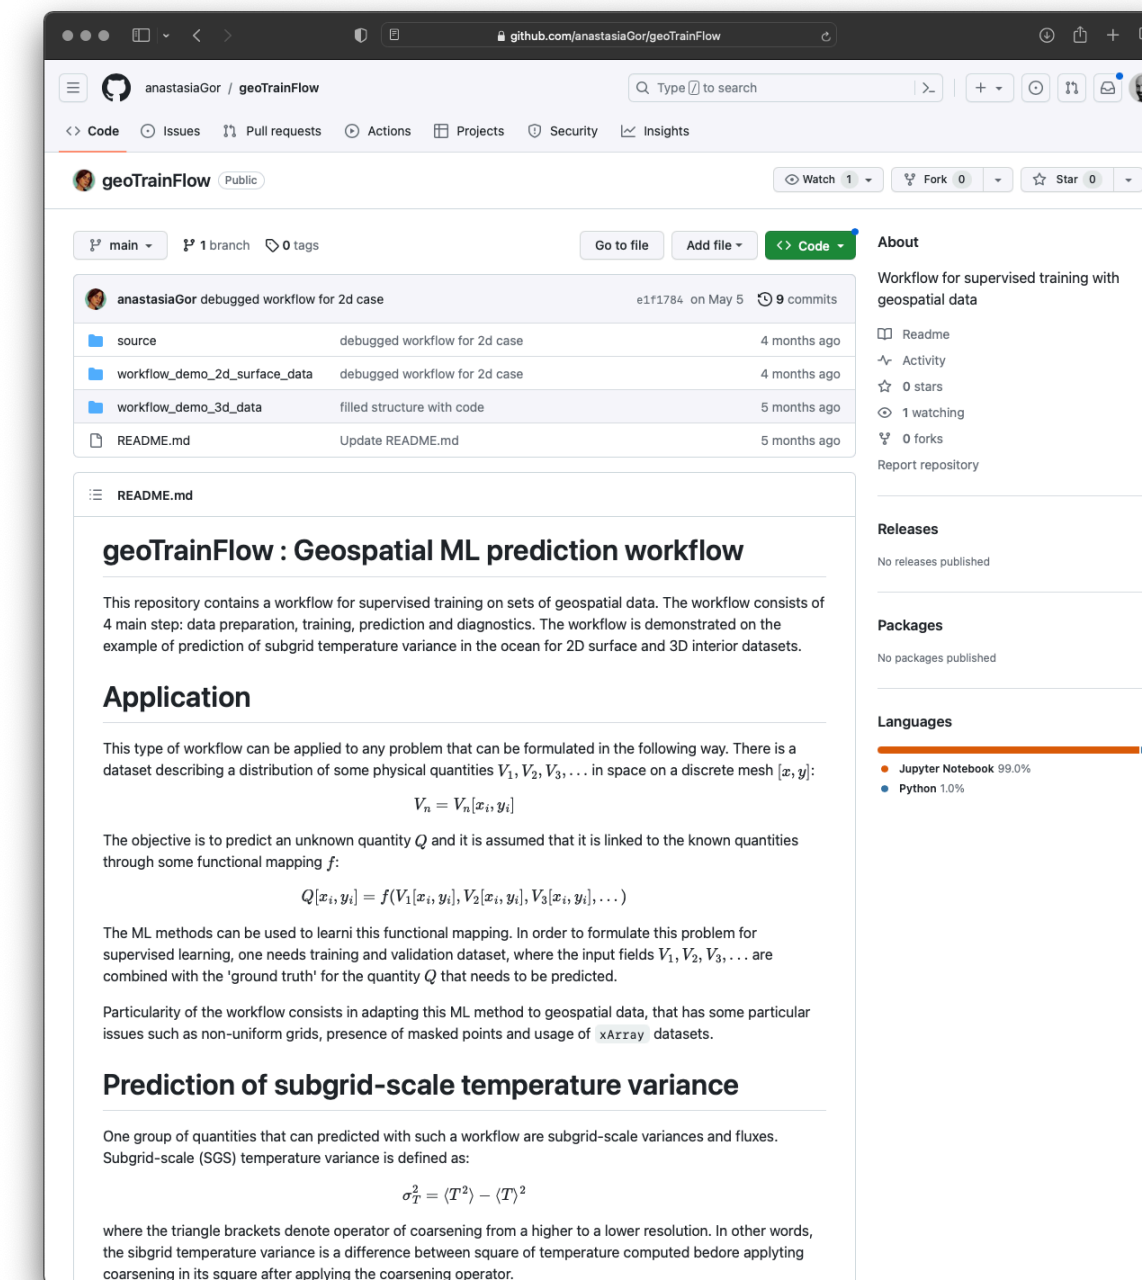 github.com/anastasiaGor/geoTrainFlow
anastasiaGor / geoTrainFlow
Type / to search
Code Issues Pull requests Actions Projects Security Insights
geoTrainFlow Public
Watch 1 Fork 0 Star 0
main 1 branch 0 tags Go to file Add file Code
anastasiaGor debugged workflow for 2d case e1f1784 on May 5 9 commits
source debugged workflow for 2d case 4 months ago
workflow_demo_2d_surface_data debugged workflow for 2d case 4 months ago
workflow_demo_3d_data filled structure with code 5 months ago
README.md Update README.md 5 months ago
README.md
geoTrainFlow : Geospatial ML prediction workflow
This repository contains a workflow for supervised training on sets of geospatial data. The workflow consists of
4 main step: data preparation, training, prediction and diagnostics. The workflow is demonstrated on the
example of prediction of subgrid temperature variance in the ocean for 2D surface and 3D interior datasets.
Application
This type of workflow can be applied to any problem that can be formulated in the following way. There is a
dataset describing a distribution of some physical quantities V₁, V₂, V₃, . . . in space on a discrete mesh [x, y]:
Vₙ = Vₙ[xᵢ, yᵢ]
The objective is to predict an unknown quantity Q and it is assumed that it is linked to the known quantities
through some functional mapping f:
Q[xᵢ, yᵢ] = f(V₁[xᵢ, yᵢ], V₂[xᵢ, yᵢ], V₃[xᵢ, yᵢ], . . . )
The ML methods can be used to learni this functional mapping. In order to formulate this problem for
supervised learning, one needs training and validation dataset, where the input fields V₁, V₂, V₃, . . . are
combined with the 'ground truth' for the quantity Q that needs to be predicted.
Particularity of the workflow consists in adapting this ML method to geospatial data, that has some particular
issues such as non-uniform grids, presence of masked points and usage of xArray datasets.
Prediction of subgrid-scale temperature variance
One group of quantities that can predicted with such a workflow are subgrid-scale variances and fluxes.
Subgrid-scale (SGS) temperature variance is defined as:
σ²_T = ⟨T²⟩ − ⟨T⟩²
where the triangle brackets denote operator of coarsening from a higher to a lower resolution. In other words,
the sibgrid temperature variance is a difference between square of temperature computed bedore applyting
coarsening in its square after applying the coarsening operator.
About
Workflow for supervised training with
geospatial data
Readme
Activity
0 stars
1 watching
0 forks
Report repository
Releases
No releases published
Packages
No packages published
Languages
Jupyter Notebook 99.0%
Python 1.0%